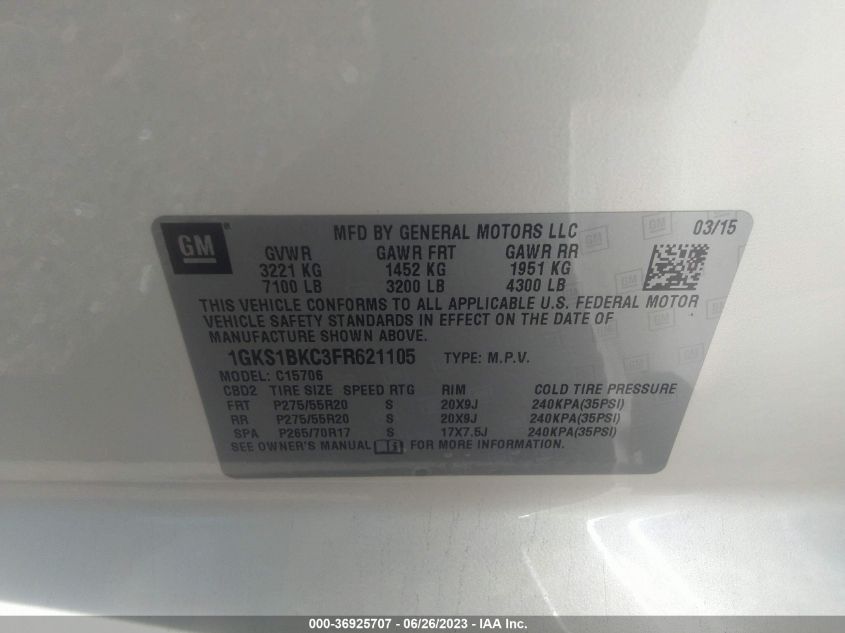 GM MFD BY GENERAL MOTORS LLC 03/15
GVWR GAWR FRT GAWR RR
3221 KG 1452 KG 1951 KG
7100 LB 3200 LB 4300 LB
THIS VEHICLE CONFORMS TO ALL APPLICABLE U.S. FEDERAL MOTOR
VEHICLE SAFETY STANDARDS IN EFFECT ON THE DATE OF
MANUFACTURE SHOWN ABOVE.
1GKS1BKC3FR621105 TYPE: M.P.V.
MODEL: C15706
CBD2 TIRE SIZE SPEED RTG RIM COLD TIRE PRESSURE
FRT P275/55R20 S 20X9J 240KPA(35PSI)
RR P275/55R20 S 20X9J 240KPA(35PSI)
SPA P265/70R17 S 17X7.5J 240KPA(35PSI)
SEE OWNER'S MANUAL FOR MORE INFORMATION.
000-36925707 - 06/26/2023 - IAA Inc.